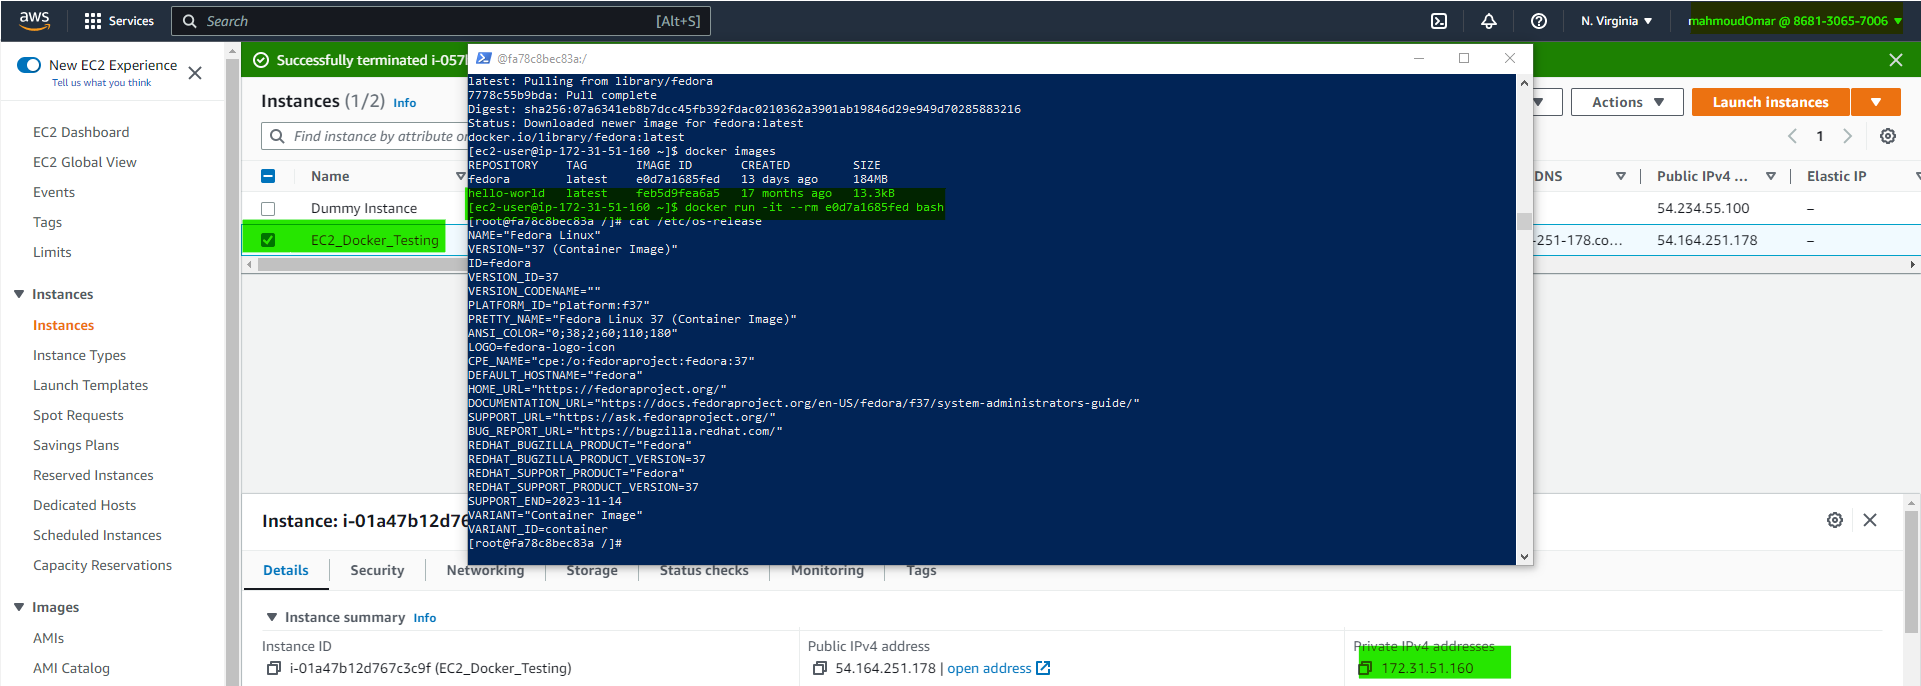 aws
Services
Search
[Alt+S]
N. Virginia
mahmoudOmar @ 8681-3065-7006
New EC2 Experience
Tell us what you think
EC2 Dashboard
EC2 Global View
Events
Tags
Limits
Instances
Instances
Instance Types
Launch Templates
Spot Requests
Savings Plans
Reserved Instances
Dedicated Hosts
Scheduled Instances
Capacity Reservations
Images
AMIs
AMI Catalog
Successfully terminated
Instances (1/2) Info
Find instance by attribute
Actions
Launch instances
1
Name
DNS
Public IPv4 ...
Elastic IP
Dummy Instance
54.234.55.100
–
EC2_Docker_Testing
-251-178.co...
54.164.251.178
–
@fa78c8bec83a:/
latest: Pulling from library/fedora
7778c55b9bda: Pull complete
Digest: sha256:07a6341eb8b7dcc45fb392fdac0210362a3901ab19846d29e949d70285883216
Status: Downloaded newer image for fedora:latest
docker.io/library/fedora:latest
[ec2-user@ip-172-31-51-160 ~]$ docker images
REPOSITORY TAG IMAGE ID CREATED SIZE
fedora latest e0d7a1685fed 13 days ago 184MB
hello-world latest feb5d9fea6a5 17 months ago 13.3kB
[ec2-user@ip-172-31-51-160 ~]$ docker run -it --rm e0d7a1685fed bash
[root@fa78c8bec83a /]# cat /etc/os-release
NAME="Fedora Linux"
VERSION="37 (Container Image)"
ID=fedora
VERSION_ID=37
VERSION_CODENAME=""
PLATFORM_ID="platform:f37"
PRETTY_NAME="Fedora Linux 37 (Container Image)"
ANSI_COLOR="0;38;2;60;110;180"
LOGO=fedora-logo-icon
CPE_NAME="cpe:/o:fedoraproject:fedora:37"
DEFAULT_HOSTNAME="fedora"
HOME_URL="https://fedoraproject.org/"
DOCUMENTATION_URL="https://docs.fedoraproject.org/en-US/fedora/f37/system-administrators-guide/"
SUPPORT_URL="https://ask.fedoraproject.org/"
BUG_REPORT_URL="https://bugzilla.redhat.com/"
REDHAT_BUGZILLA_PRODUCT="Fedora"
REDHAT_BUGZILLA_PRODUCT_VERSION=37
REDHAT_SUPPORT_PRODUCT="Fedora"
REDHAT_SUPPORT_PRODUCT_VERSION=37
SUPPORT_END=2023-11-14
VARIANT="Container Image"
VARIANT_ID=container
[root@fa78c8bec83a /]#
Instance: i-01a47b12d76
Details
Security
Networking
Storage
Status checks
Monitoring
Tags
Instance summary Info
Instance ID
i-01a47b12d767c3c9f (EC2_Docker_Testing)
Public IPv4 address
54.164.251.178 | open address
Private IPv4 addresses
172.31.51.160